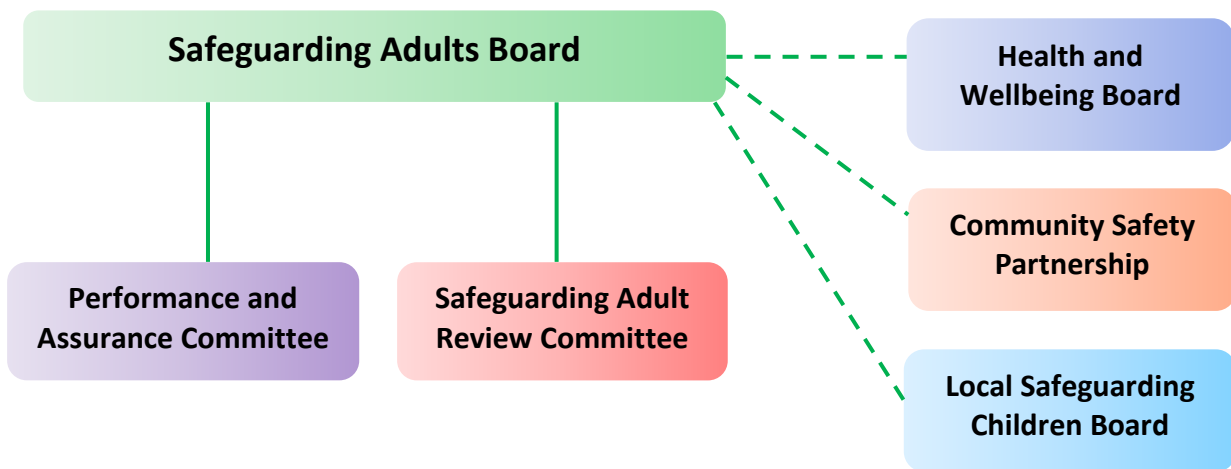 Safeguarding Adults Board
Health and
Wellbeing Board
Community Safety
Partnership
Performance and
Assurance Committee
Safeguarding Adult
Review Committee
Local Safeguarding
Children Board